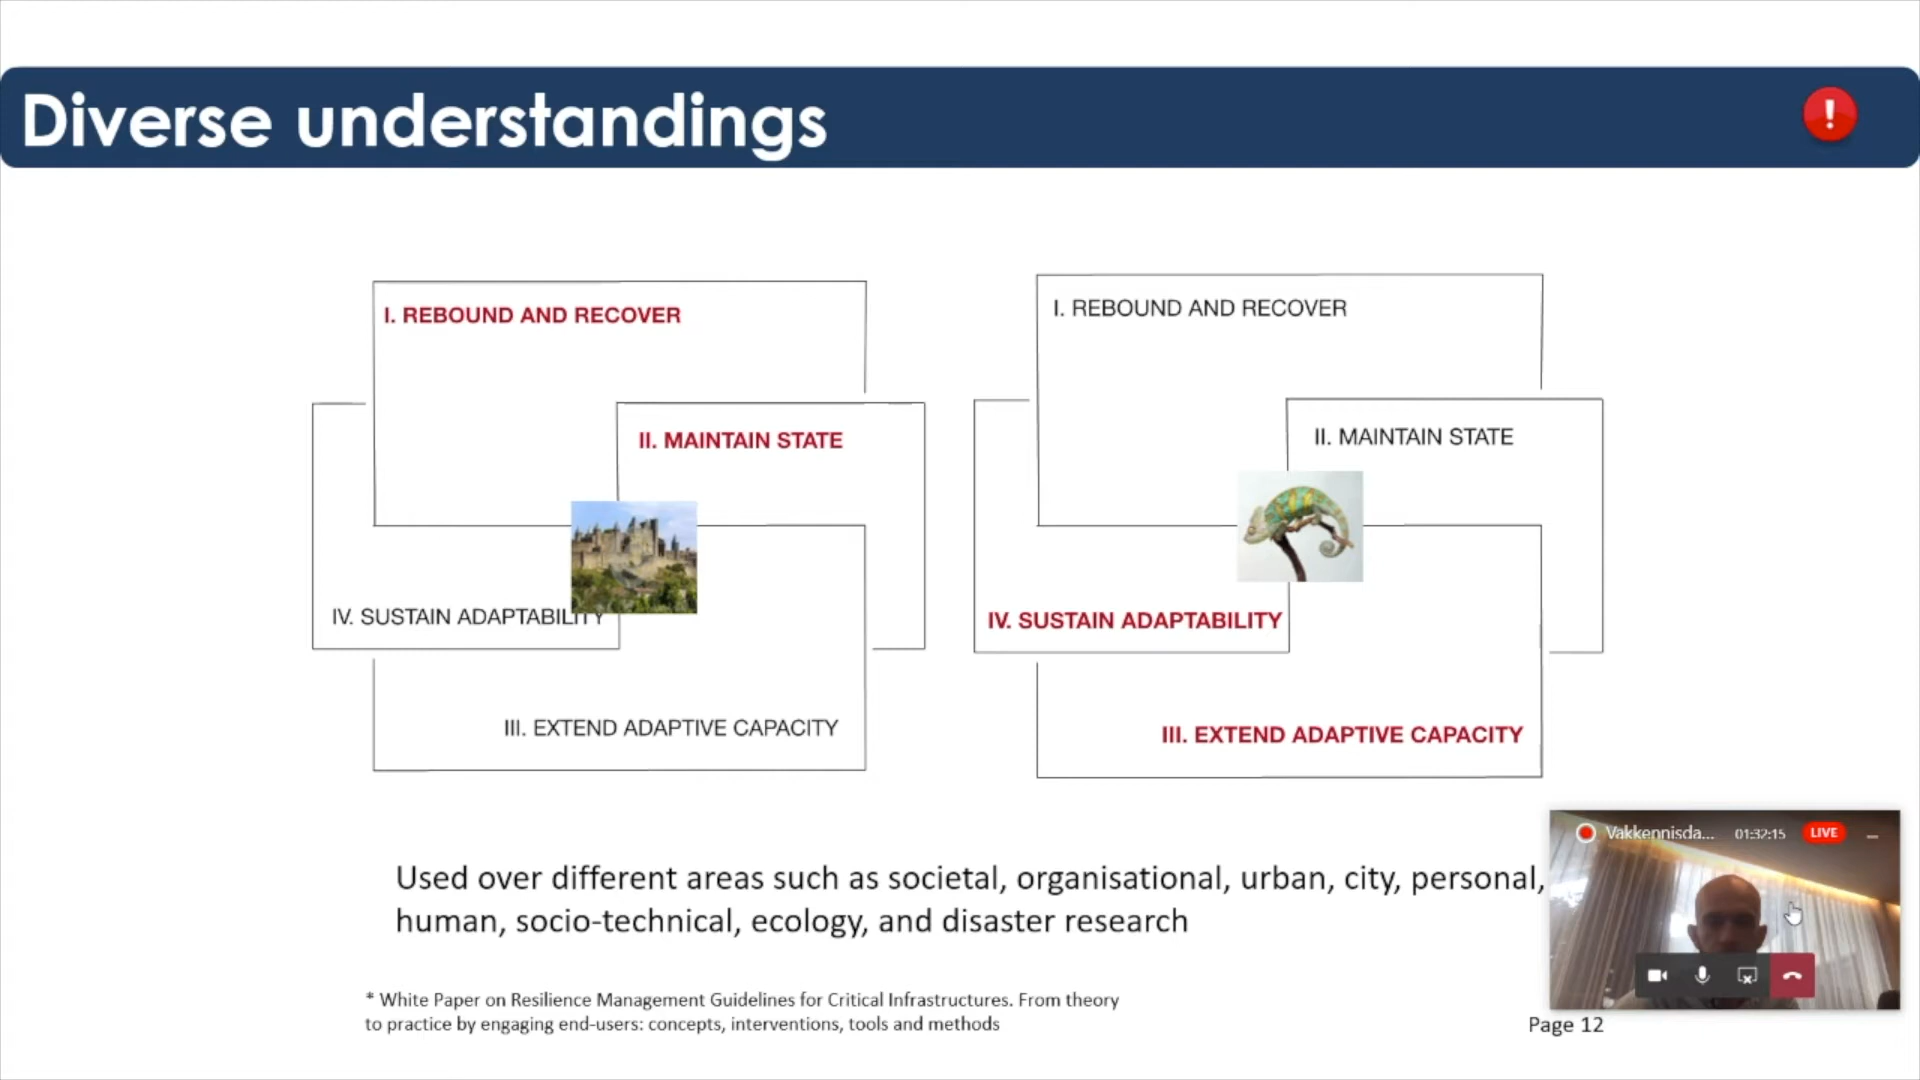 Diverse understandings
!
I. REBOUND AND RECOVER
II. MAINTAIN STATE
IV. SUSTAIN ADAPTABILITY
III. EXTEND ADAPTIVE CAPACITY
I. REBOUND AND RECOVER
II. MAINTAIN STATE
IV. SUSTAIN ADAPTABILITY
III. EXTEND ADAPTIVE CAPACITY
Used over different areas such as societal, organisational, urban, city, personal,
human, socio-technical, ecology, and disaster research
* White Paper on Resilience Management Guidelines for Critical Infrastructures. From theory
to practice by engaging end-users: concepts, interventions, tools and methods
Vakkennisda... 01:32:15 LIVE
Page 12